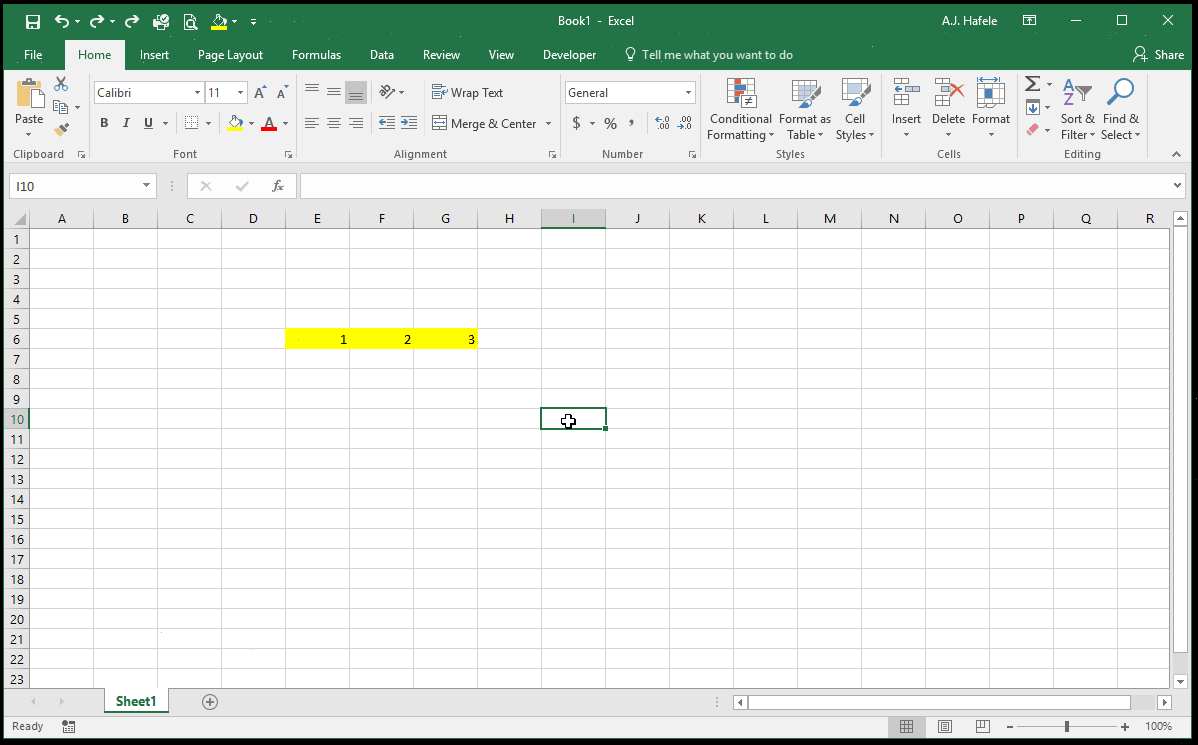 Book1 - Excel
A.J. Hafele
File Home Insert Page Layout Formulas Data Review View Developer Tell me what you want to do Share
Calibri 11 A A Wrap Text General
Paste B I U A Merge & Center $ % , .00 .0 Conditional Formatting Format as Table Cell Styles Insert Delete Format Sort & Filter Find & Select
Clipboard Font Alignment Number Styles Cells Editing
I10 fx
A B C D E F G H I J K L M N O P Q R
1
2
3
4
5
6 1 2 3
7
8
9
10
11
12
13
14
15
16
17
18
19
20
21
22
23
Sheet1
Ready 100%